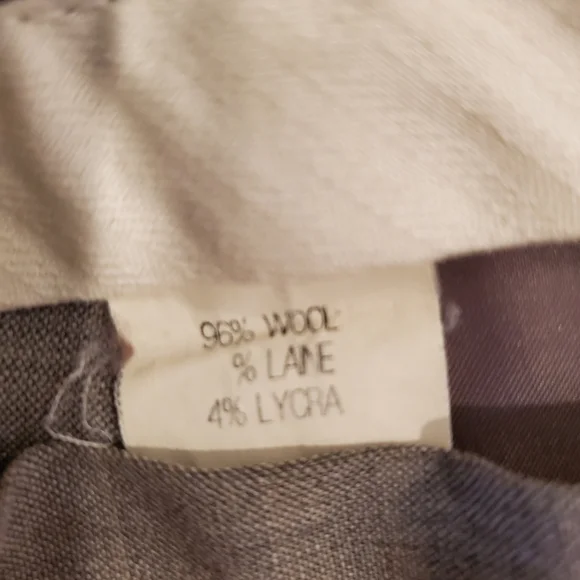 96% WOOL
% LAINE
4% LYCRA